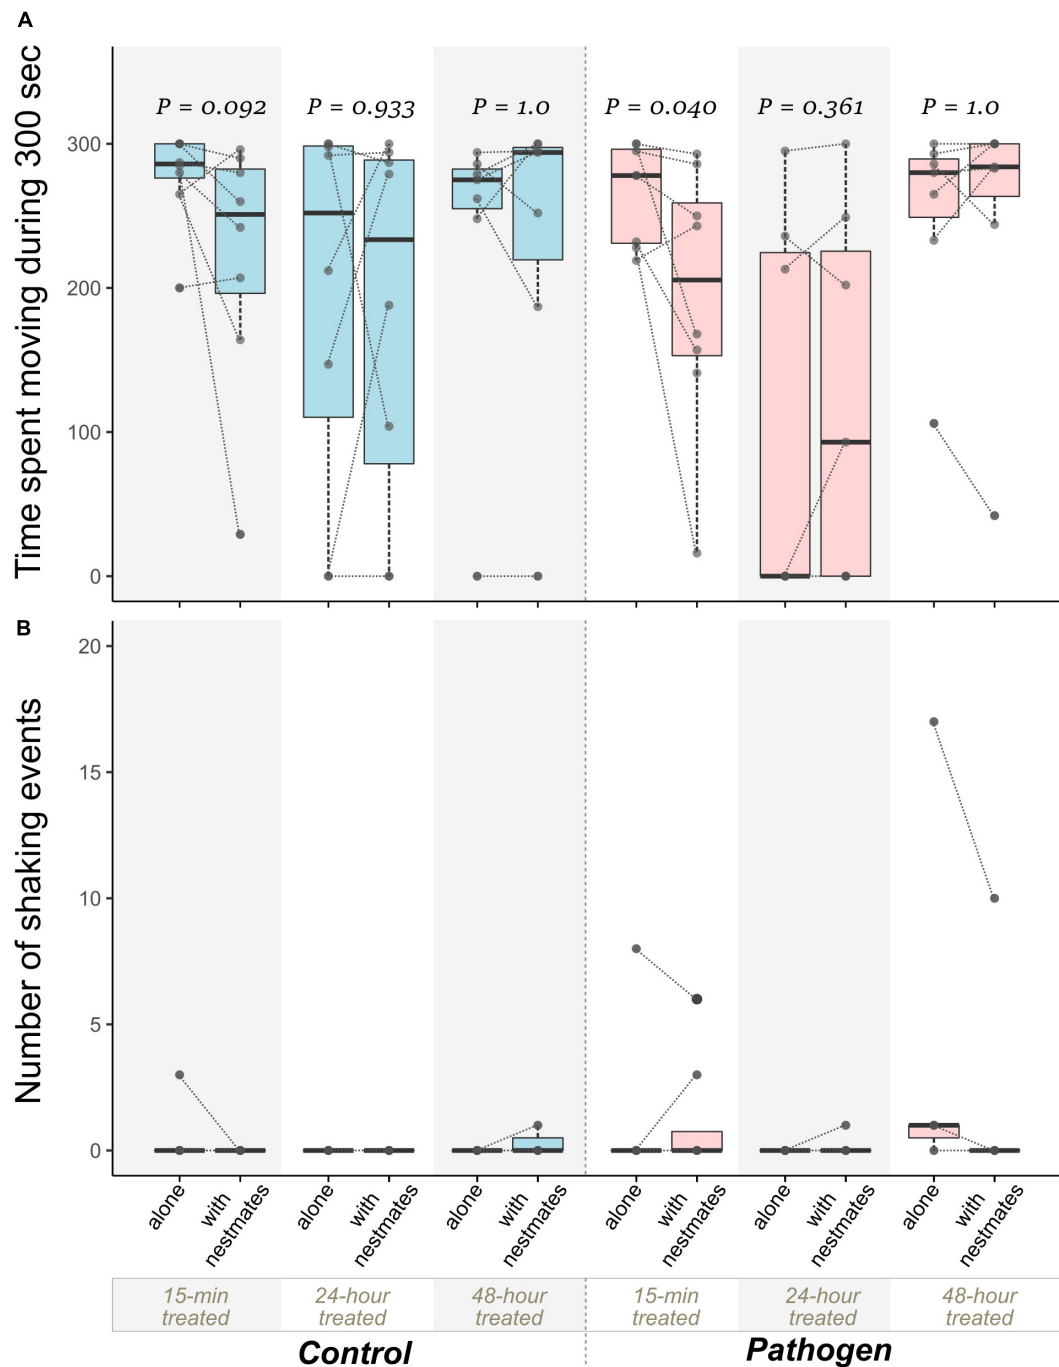 A
Time spent moving during 300 sec
P = 0.092
P = 0.933
P = 1.0
P = 0.040
P = 0.361
P = 1.0
300
200
100
0
B
Number of shaking events
20
15
10
5
0
alone
with
nestmates
alone
with
nestmates
alone
with
nestmates
alone
with
nestmates
alone
with
nestmates
alone
with
nestmates
15-min
treated
24-hour
treated
48-hour
treated
15-min
treated
24-hour
treated
48-hour
treated
Control
Pathogen